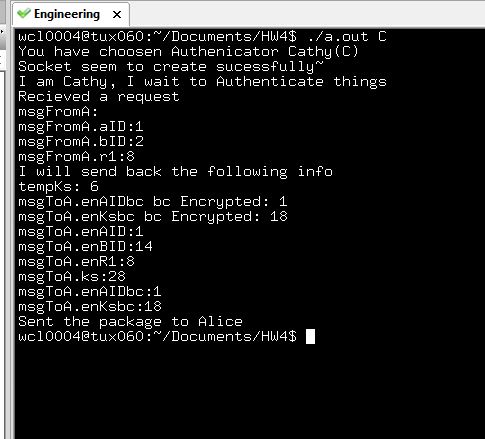 Engineering
wcl0004@tux060:~/Documents/HW4$ ./a.out C
You have choosen Authenicator Cathy(C)
Socket seem to create sucessfully~
I am Cathy, I wait to Authenticate things
Recieved a request
msgFromA:
msgFromA.aID:1
msgFromA.bID:2
msgFromA.r1:8
I will send back the following info
tempKs: 6
msgToA.enAIDbc bc Encrypted: 1
msgToA.enKsbc bc Encrypted: 18
msgToA.enAID:1
msgToA.enBID:14
msgToA.enR1:8
msgToA.ks:28
msgToA.enAIDbc:1
msgToA.enKsbc:18
Sent the package to Alice
wcl0004@tux060:~/Documents/HW4$